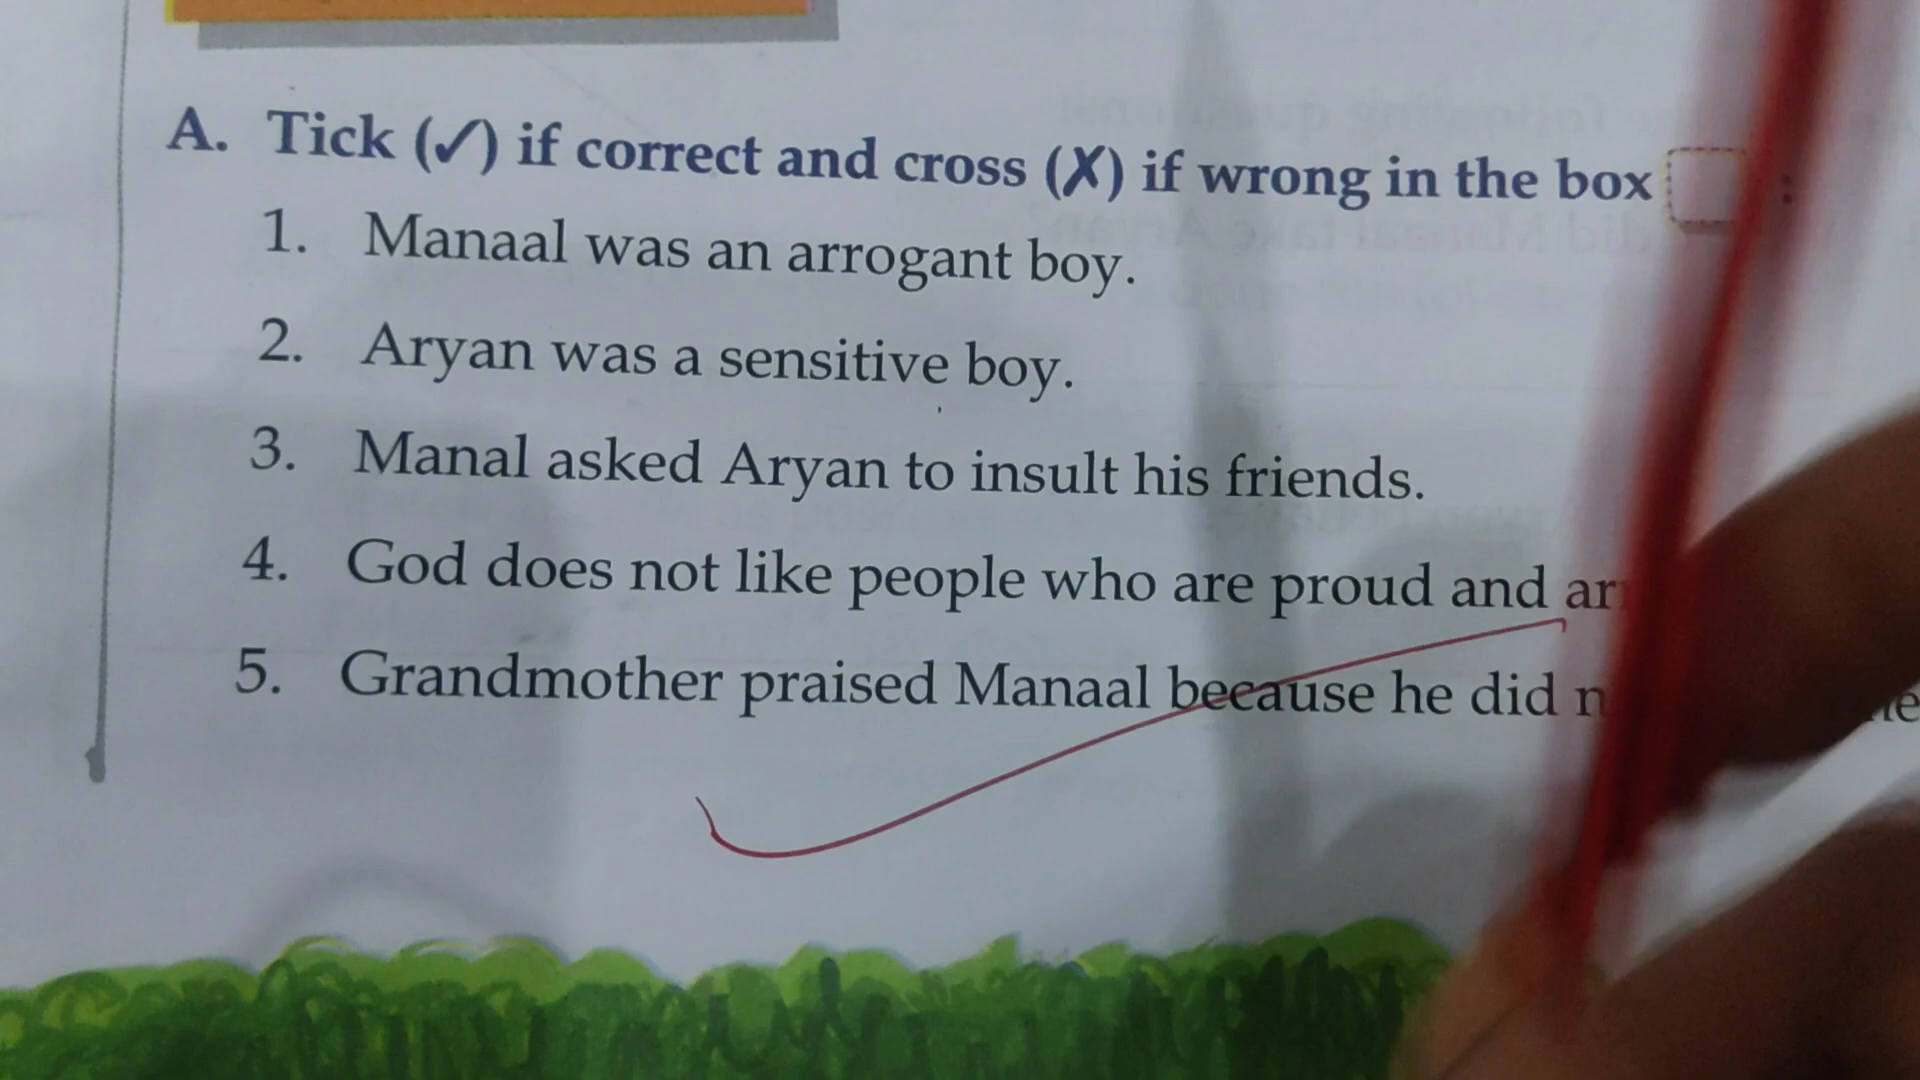 A. Tick (✓) if correct and cross (✗) if wrong in the box :
1. Manaal was an arrogant boy.
2. Aryan was a sensitive boy.
3. Manal asked Aryan to insult his friends.
4. God does not like people who are proud and
5. Grandmother praised Manaal because he did